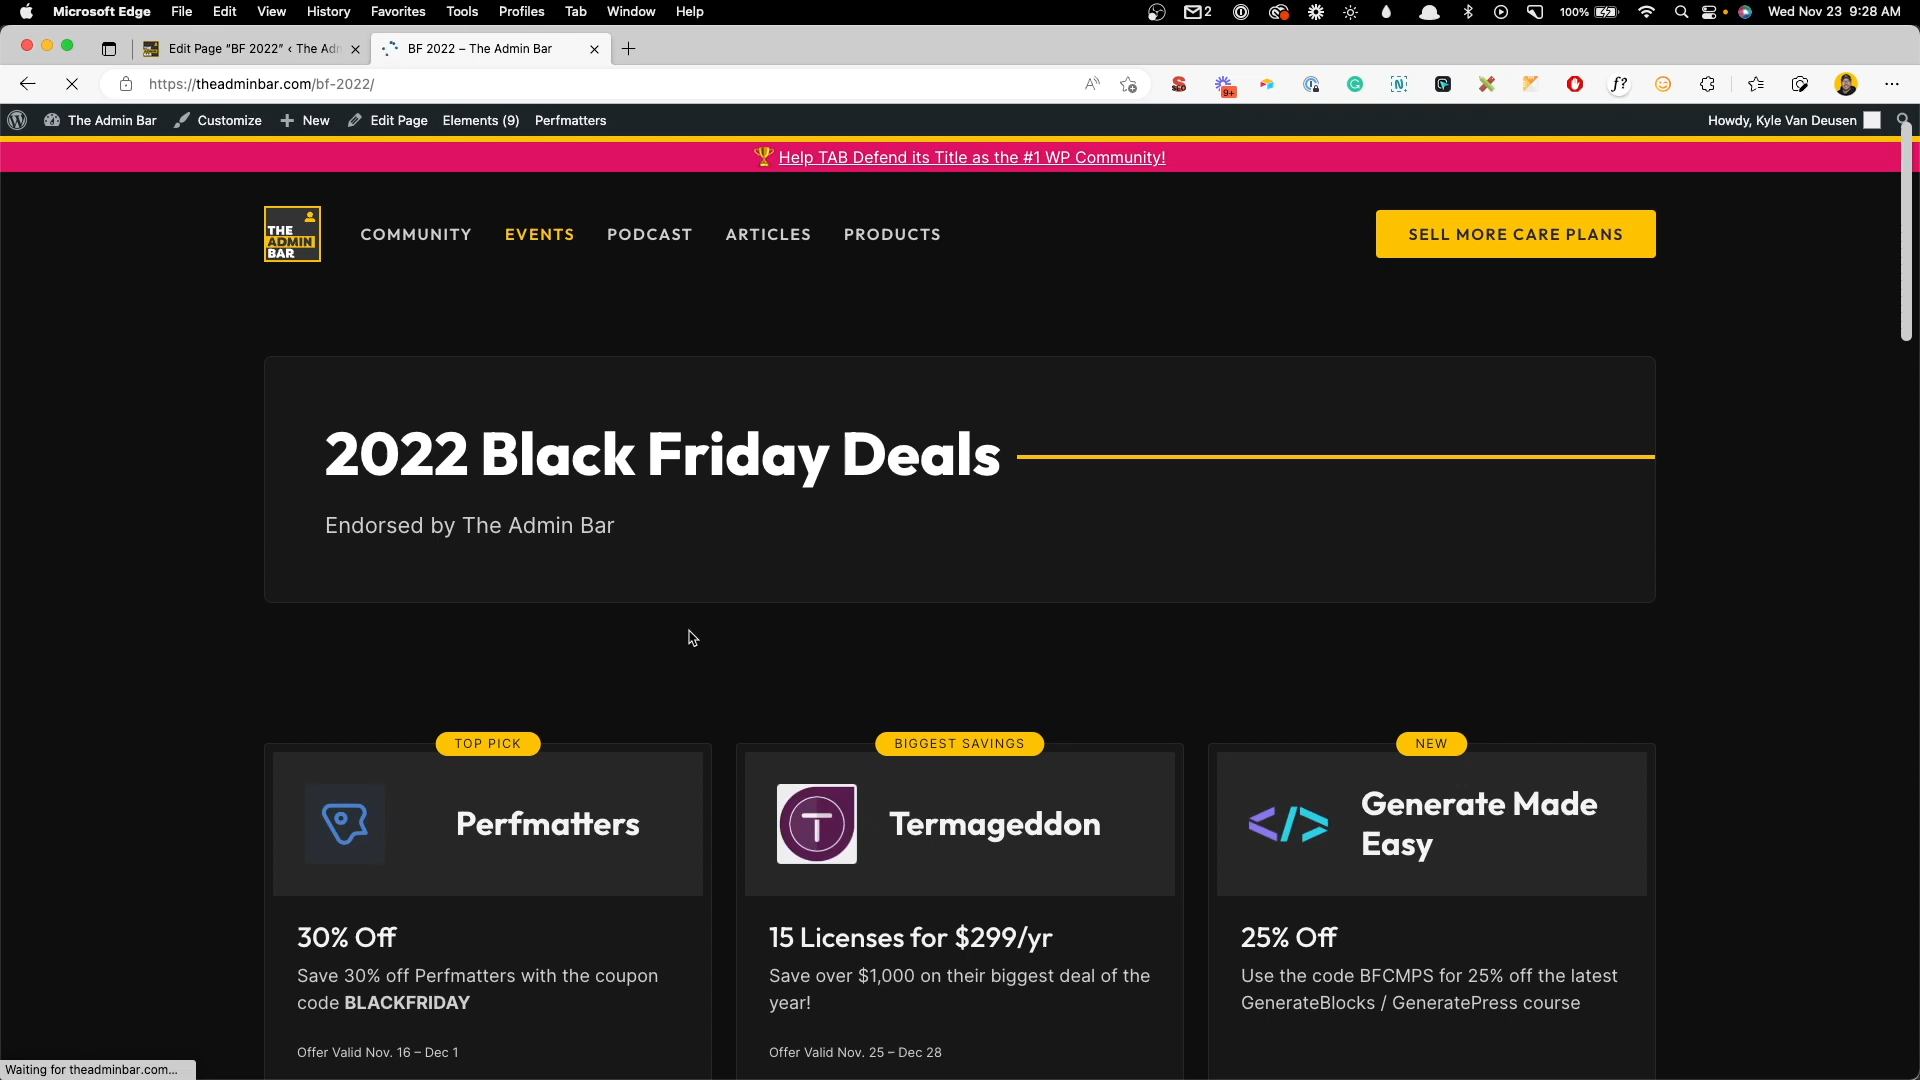 Microsoft Edge File Edit View History Favorites Tools Profiles Tab Window Help 2 100% Wed Nov 23 9:28 AM
Edit Page “BF 2022” ‹ The Adn BF 2022 – The Admin Bar
https://theadminbar.com/bf-2022/ 9+ f?
The Admin Bar Customize New Edit Page Elements (9) Perfmatters Howdy, Kyle Van Deusen
Help TAB Defend its Title as the #1 WP Community!
THE
ADMIN
BAR
COMMUNITY EVENTS PODCAST ARTICLES PRODUCTS SELL MORE CARE PLANS
2022 Black Friday Deals
Endorsed by The Admin Bar
TOP PICK
Perfmatters
30% Off
Save 30% off Perfmatters with the coupon
code BLACKFRIDAY
Offer Valid Nov. 16 – Dec 1
BIGGEST SAVINGS
T
Termageddon
15 Licenses for $299/yr
Save over $1,000 on their biggest deal of the
year!
Offer Valid Nov. 25 – Dec 28
NEW
</>
Generate Made
Easy
25% Off
Use the code BFCMPS for 25% off the latest
GenerateBlocks / GeneratePress course
Waiting for theadminbar.com...